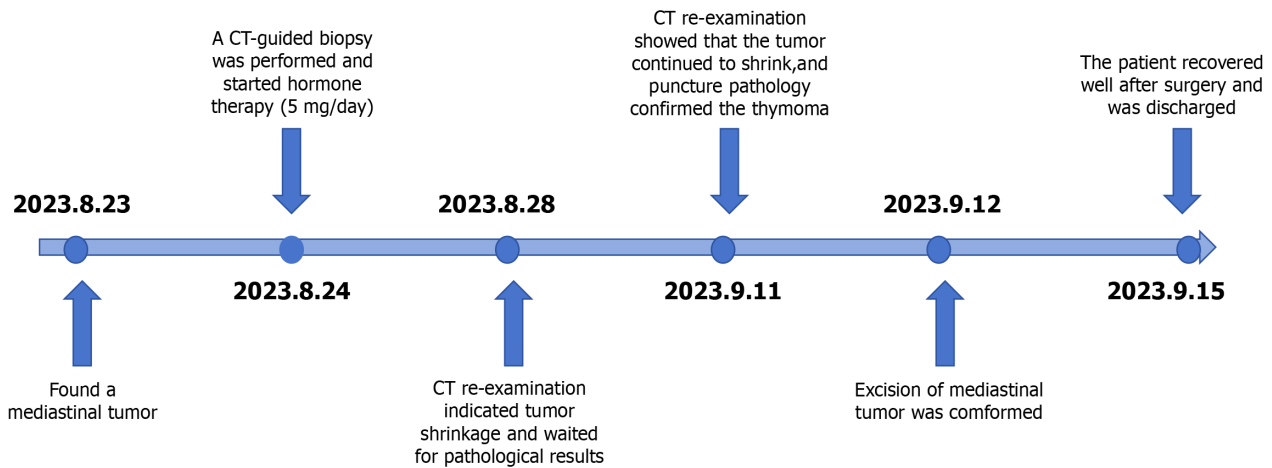 2023.8.23
Found a
mediastinal tumor
A CT-guided biopsy
was performed and
started hormone
therapy (5 mg/day)
2023.8.24
2023.8.28
CT re-examination
indicated tumor
shrinkage and waited
for pathological results
CT re-examination
showed that the tumor
continued to shrink,and
puncture pathology
confirmed the thymoma
2023.9.11
2023.9.12
Excision of mediastinal
tumor was comformed
The patient recovered
well after surgery and
was discharged
2023.9.15